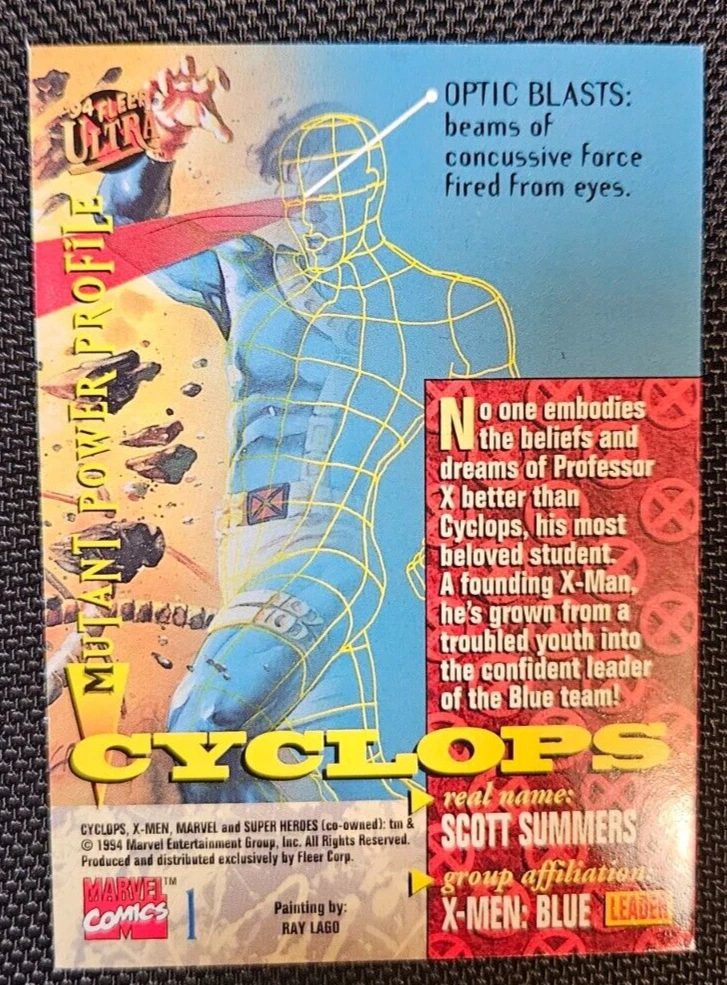 '94 FLEER
ULTRA
OPTIC BLASTS:
beams of
concussive force
fired from eyes.
MUTANT POWER PROFILE
No one embodies
the beliefs and
dreams of Professor
X better than
Cyclops, his most
beloved student.
A founding X-Man,
he's grown from a
troubled youth into
the confident leader
of the Blue team!
CYCLOPS
real name:
SCOTT SUMMERS
group affiliation:
X-MEN: BLUE LEADER
CYCLOPS, X-MEN, MARVEL and SUPER HEROES (co-owned): tm &
© 1994 Marvel Entertainment Group, Inc. All Rights Reserved.
Produced and distributed exclusively by Fleer Corp.
MARVEL™
COMICS
1
Painting by:
RAY LAGO